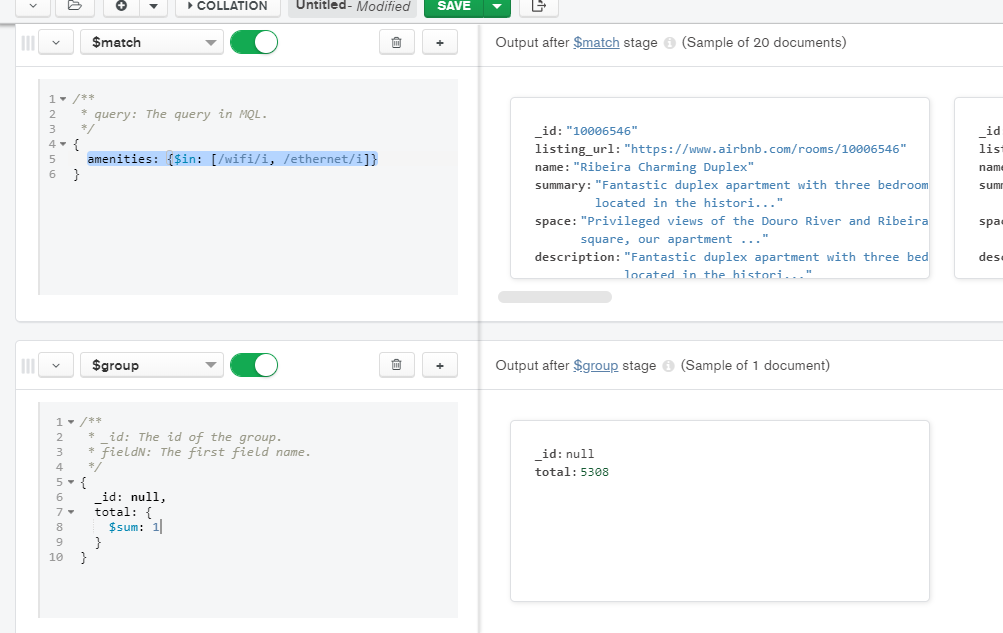 COLLATION
Untitled- Modified
SAVE
$match
+
Output after $match stage (Sample of 20 documents)
1 /**
2 * query: The query in MQL.
3 */
4 {
5 amenities: {$in: [/wifi/i, /ethernet/i]}
6 }
_id: "10006546"
listing_url: "https://www.airbnb.com/rooms/10006546"
name: "Ribeira Charming Duplex"
summary: "Fantastic duplex apartment with three bedroom
located in the histori..."
space: "Privileged views of the Douro River and Ribeira
square, our apartment ..."
description: "Fantastic duplex apartment with three bed
located in the histori..."
_id
list
name
summ
spac
desc
$group
+
Output after $group stage (Sample of 1 document)
1 /**
2 * _id: The id of the group.
3 * fieldN: The first field name.
4 */
5 {
6 _id: null,
7 total: {
8 $sum: 1
9 }
10 }
_id: null
total: 5308